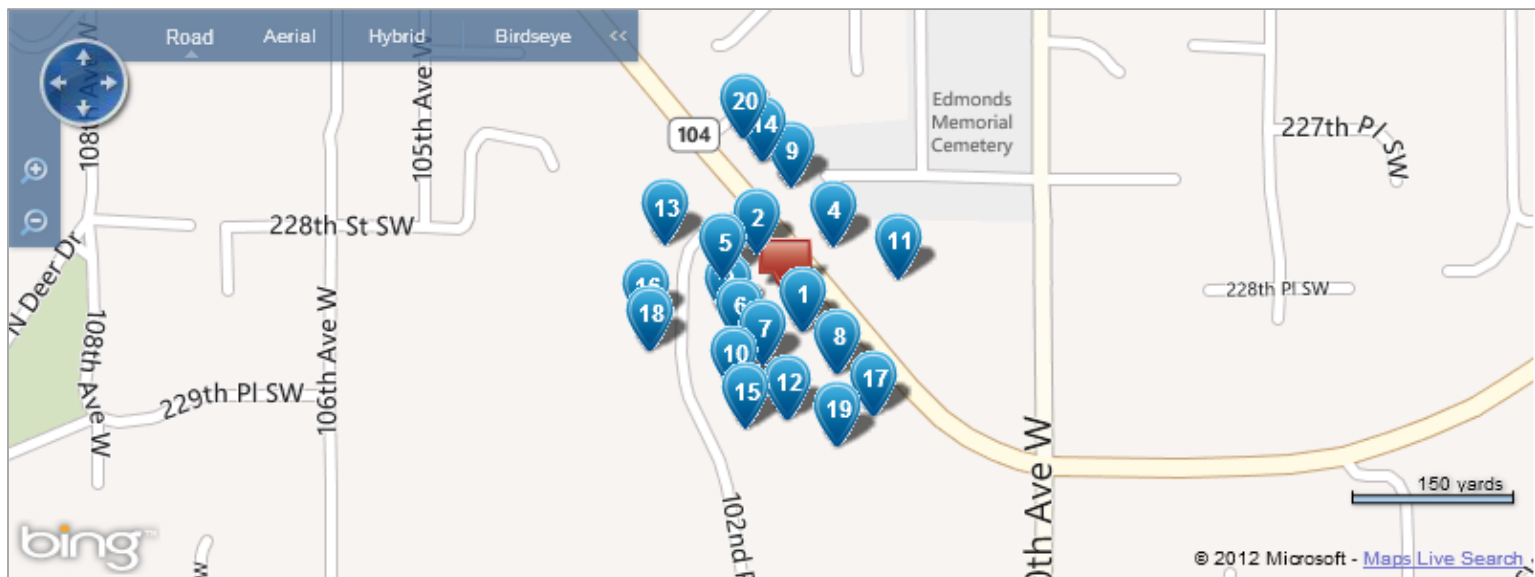 Road Aerial Hybrid Birdseye <<
108th Ave W
105th Ave W
20
14
104
9
Edmonds
Memorial
Cemetery
227th Pl SW
13
2
4
228th St SW
5
11
N Deer Dr
16
6
1
228th Pl SW
18
7
8
108th Ave W
106th Ave W
10
12
17
15
19
229th Pl SW
0th Ave W
150 yards
102nd P
bing™
w
© 2012 Microsoft - Maps Live Search -